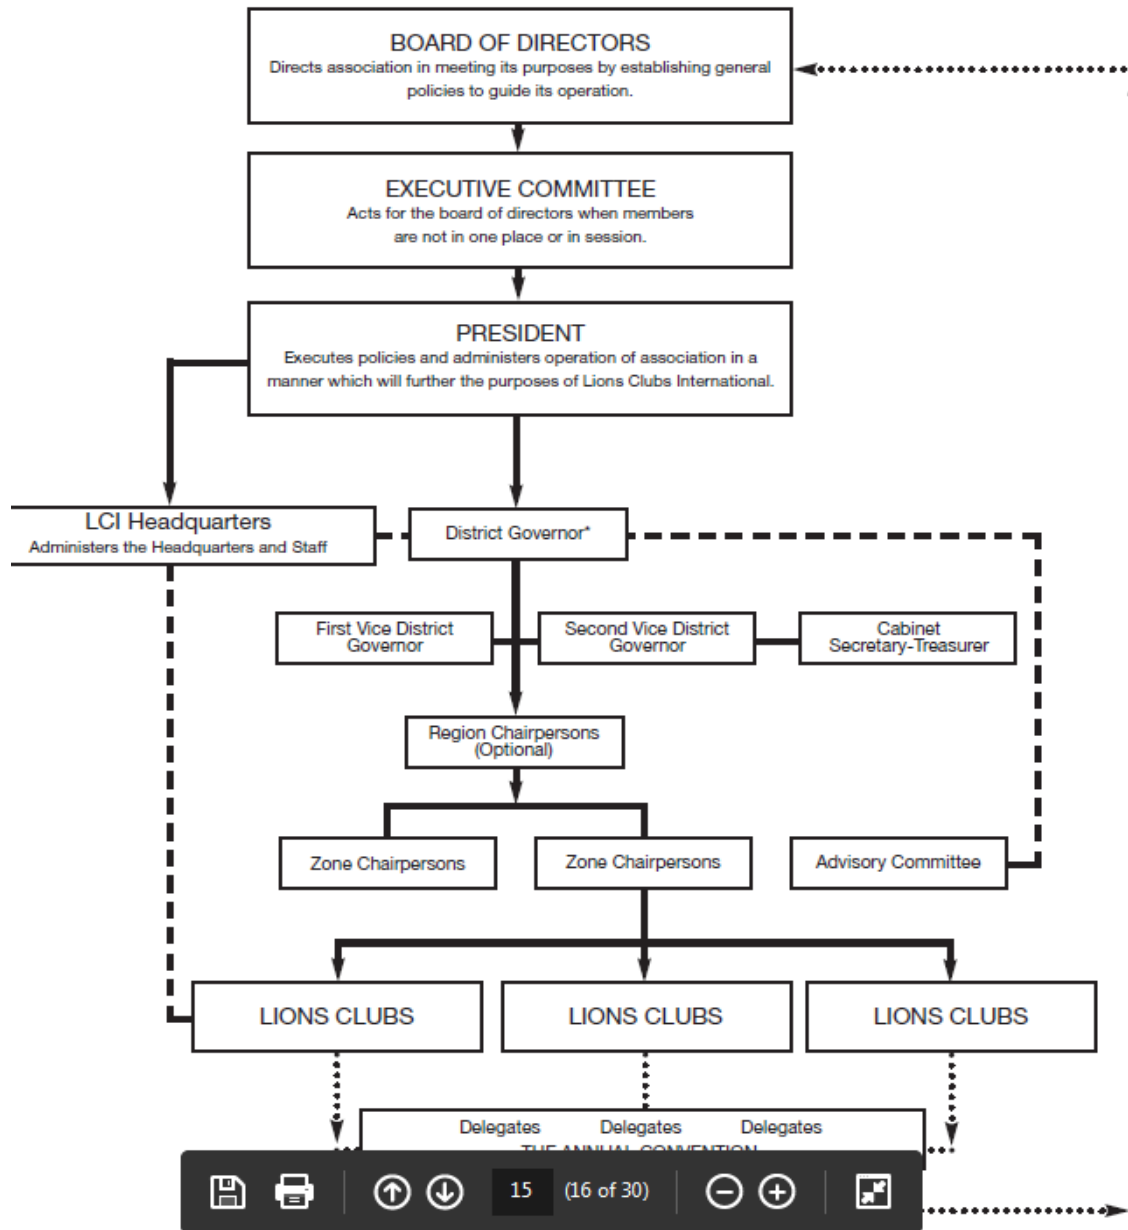 BOARD OF DIRECTORS
Directs association in meeting its purposes by establishing general
policies to guide its operation.
EXECUTIVE COMMITTEE
Acts for the board of directors when members
are not in one place or in session.
PRESIDENT
Executes policies and administers operation of association in a
manner which will further the purposes of Lions Clubs International.
LCI Headquarters
Administers the Headquarters and Staff
District Governor*
First Vice District
Governor
Second Vice District
Governor
Cabinet
Secretary-Treasurer
Region Chairpersons
(Optional)
Zone Chairpersons
Zone Chairpersons
Advisory Committee
LIONS CLUBS
LIONS CLUBS
LIONS CLUBS
Delegates Delegates Delegates
THE ANNUAL CONVENTION
15 (16 of 30)